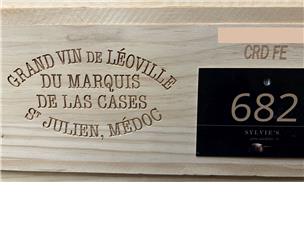 GRAND VIN DE LÉOVILLE
DU MARQUIS
DE LAS CASES
ST JULIEN, MÉDOC
CRD FE
682
SYLVIE'S